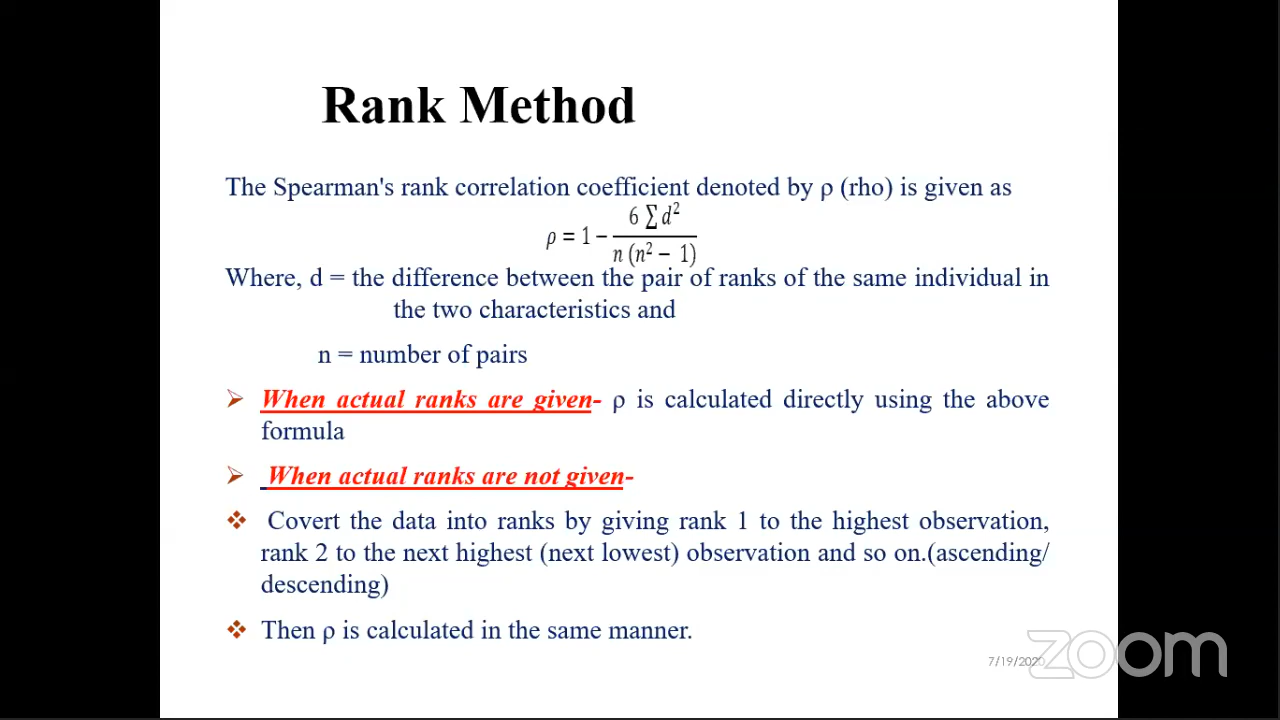 Rank Method
The Spearman's rank correlation coefficient denoted by ρ (rho) is given as
ρ = 1 − 6 ∑ d² / n (n² − 1)
Where, d = the difference between the pair of ranks of the same individual in
the two characteristics and
n = number of pairs
➢ When actual ranks are given- ρ is calculated directly using the above
formula
➢ When actual ranks are not given-
❖ Covert the data into ranks by giving rank 1 to the highest observation,
rank 2 to the next highest (next lowest) observation and so on.(ascending/
descending)
❖ Then ρ is calculated in the same manner.
7/19/2020
zoom